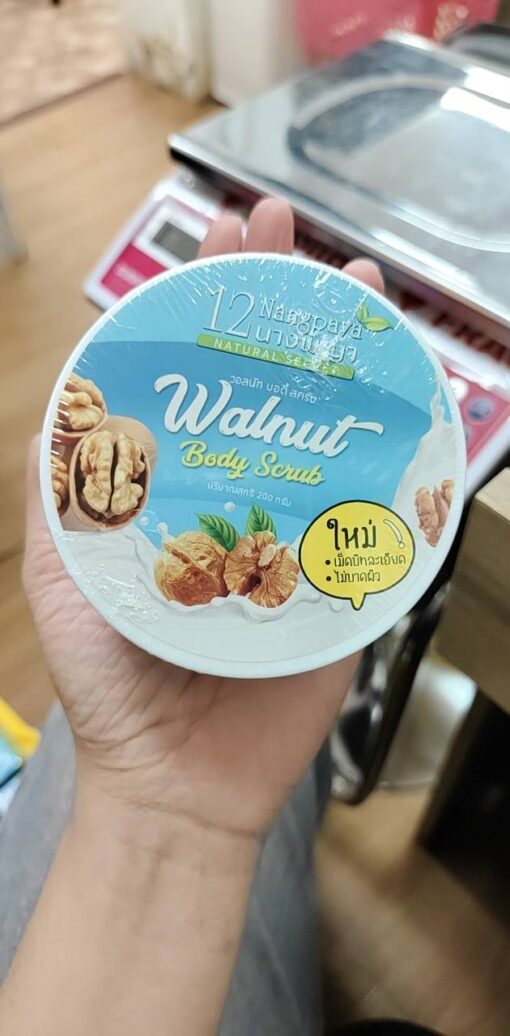 12 Nangpaya
นางพญา
NATURAL SECRET
วอลนัท บอดี้ สครับ
Walnut
Body Scrub
ปริมาณสุทธิ 200 กรัม
ใหม่!
• เม็ดบีทละเอียด
• ไม่บาดผิว